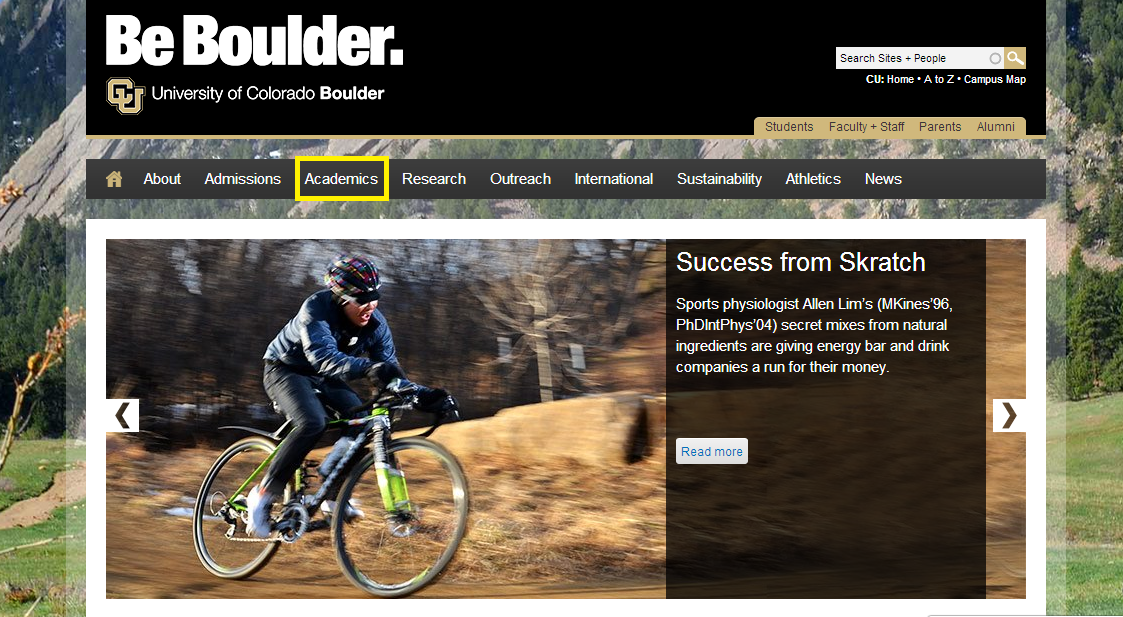 Be Boulder.
CU University of Colorado Boulder
Search Sites + People
CU: Home • A to Z • Campus Map
Students Faculty + Staff Parents Alumni
About Admissions Academics Research Outreach International Sustainability Athletics News
Success from Skratch
Sports physiologist Allen Lim's (MKines'96,
PhDIntPhys'04) secret mixes from natural
ingredients are giving energy bar and drink
companies a run for their money.
Read more